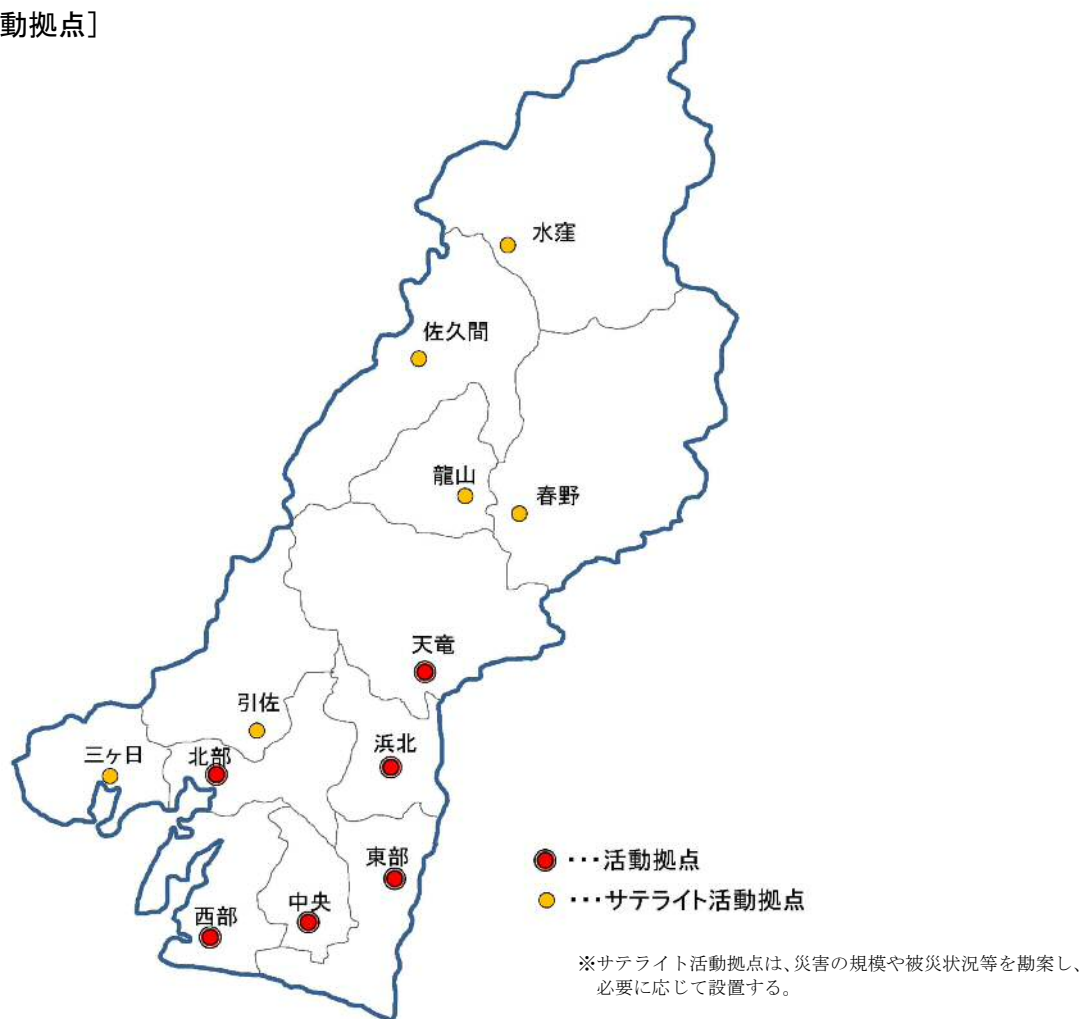 動拠点]
水窪
佐久間
龍山
春野
天竜
引佐
浜北
三ヶ日
北部
東部
中央
西部
･･･活動拠点
･･･サテライト活動拠点
※サテライト活動拠点は、災害の規模や被災状況等を勘案し、
必要に応じて設置する。